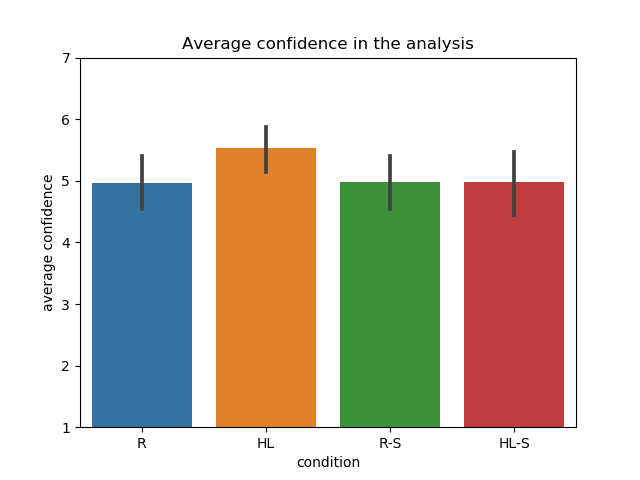 Average confidence in the analysis
7
6
5
4
3
2
1
average confidence
R HL R-S HL-S
condition